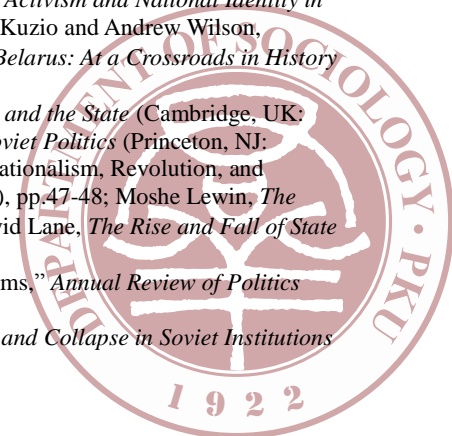 Activism and National Identity in
Kuzio and Andrew Wilson,
Belarus: At a Crossroads in History
and the State (Cambridge, UK:
oviet Politics (Princeton, NJ:
ationalism, Revolution, and
), pp.47-48; Moshe Lewin, The
vid Lane, The Rise and Fall of State
ms," Annual Review of Politics
and Collapse in Soviet Institutions
DEPARTMENT OF SOCIOLOGY · PKU
1922